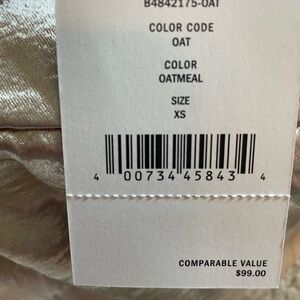 B4842175-OAT
COLOR CODE
OAT
COLOR
OATMEAL
SIZE
XS
4 00734 45843 4
COMPARABLE VALUE
$99.00